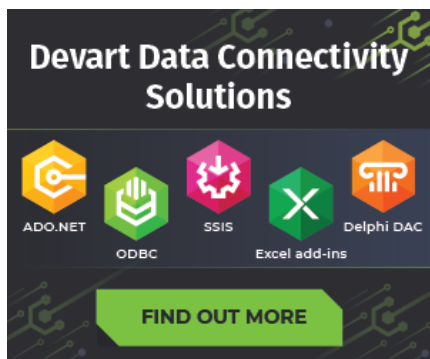 Devart Data Connectivity
Solutions
ADO.NET
ODBC
SSIS
Excel add-ins
Delphi DAC
FIND OUT MORE